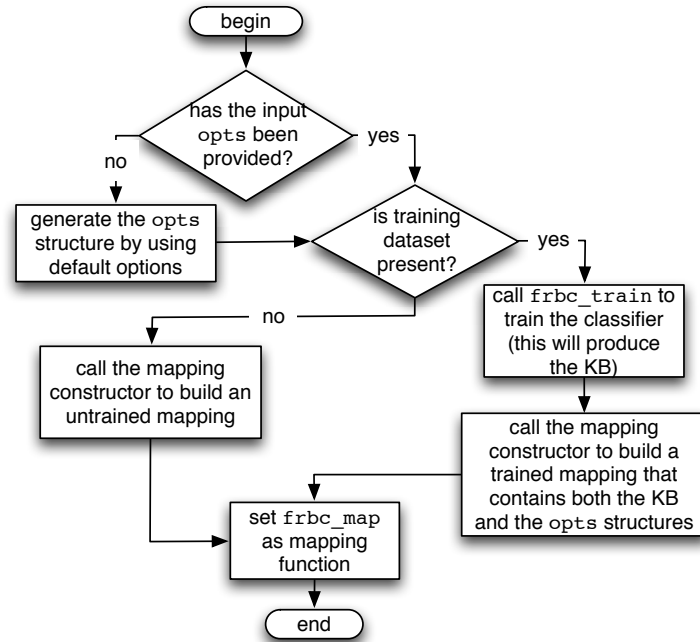 begin
has the input
opts been
provided?
no
yes
generate the opts
structure by using
default options
is training
dataset
present?
yes
no
call frbc_train to
train the classifier
(this will produce
the KB)
call the mapping
constructor to build an
untrained mapping
call the mapping
constructor to build a
trained mapping that
contains both the KB
and the opts structures
set frbc_map
as mapping
function
end